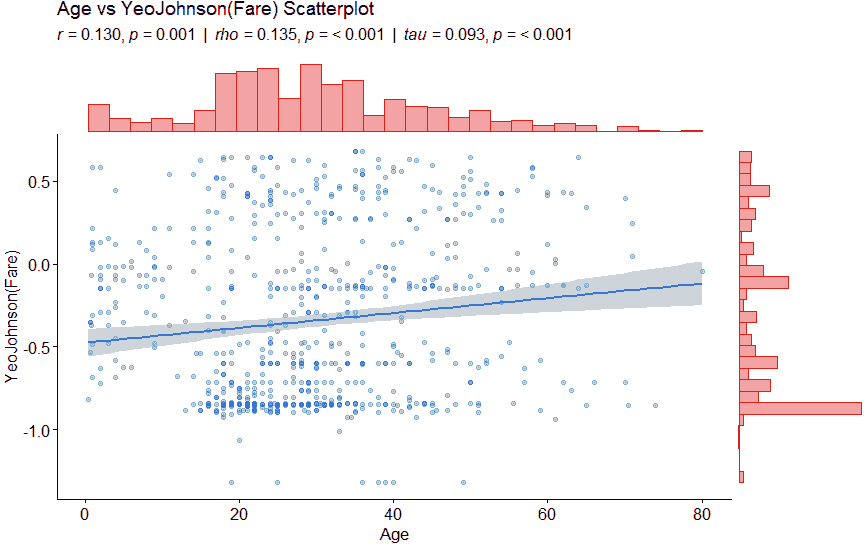 Age vs YeoJohnson(Fare) Scatterplot
r = 0.130, p = 0.001 | rho = 0.135, p = < 0.001 | tau = 0.093, p = < 0.001
0.5
0.0
-0.5
-1.0
YeoJohnson(Fare)
0 20 40 60 80
Age